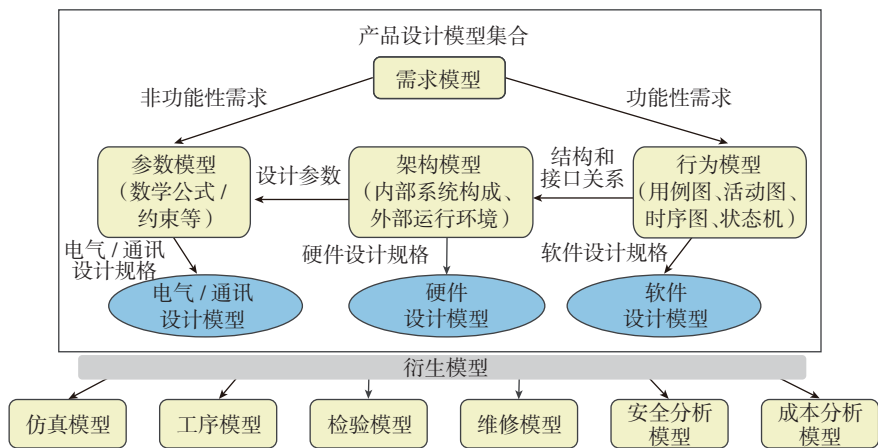 产品设计模型集合
需求模型
非功能性需求
功能性需求
参数模型
(数学公式 /
约束等)
设计参数
架构模型
(内部系统构成、
外部运行环境)
结构和
接口关系
行为模型
(用例图、活动图、
时序图、状态机)
电气 / 通讯
设计规格
硬件设计规格
软件设计规格
电气 / 通讯
设计模型
硬件
设计模型
软件
设计模型
衍生模型
仿真模型
工序模型
检验模型
维修模型
安全分析
模型
成本分析
模型